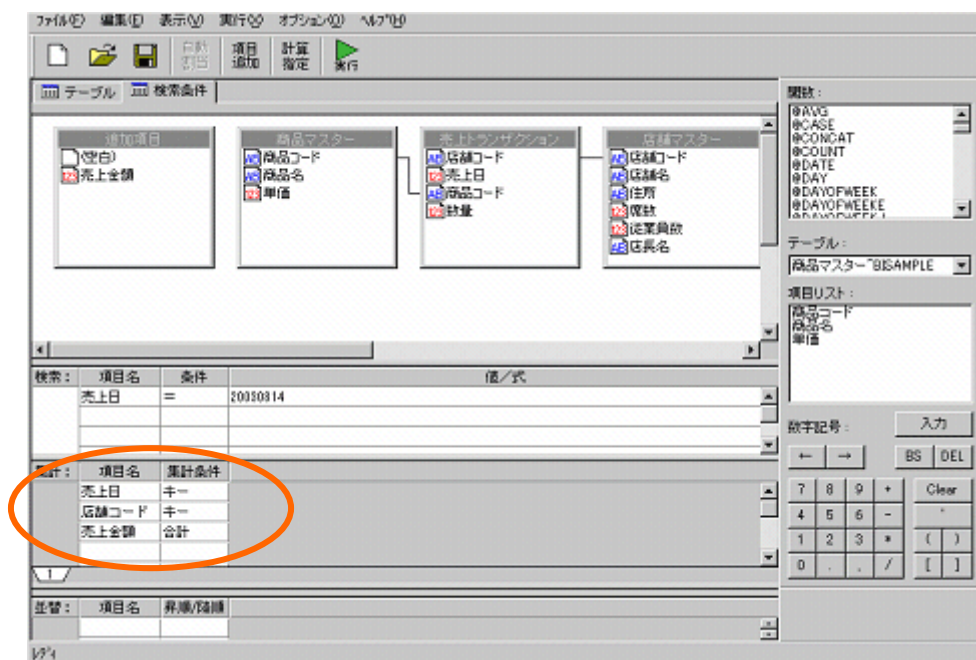 ファイル(F) 編集(E) 表示(V) 実行(X) オプション(O) ヘルプ(H)
自動割当 項目追加 計算指定 実行
テーブル 検索条件
追加項目
(空白)
売上金額
商品マスター
商品コード
商品名
単価
売上トランザクション
店舗コード
売上日
商品コード
数量
店舗マスター
店舗コード
店舗名
住所
席数
従業員数
店長名
関数：
@AVG
@CASE
@CONCAT
@COUNT
@DATE
@DAY
@DAYOFWEEK
@DAYOFWEEKE
@DAYOFWEEKJ
テーブル：
商品マスター~BISAMPLE
項目リスト：
商品コード
商品名
単価
検索： 項目名 条件 値／式
売上日 = 20030814
集計： 項目名 集計条件
売上日 キー
店舗コード キー
売上金額 合計
1
並替： 項目名 昇順/降順
数字記号： 入力
← → BS DEL
7 8 9 + Clear
4 5 6 - "
1 2 3 * ( )
0 . , / [ ]
ﾚﾃﾞｨ